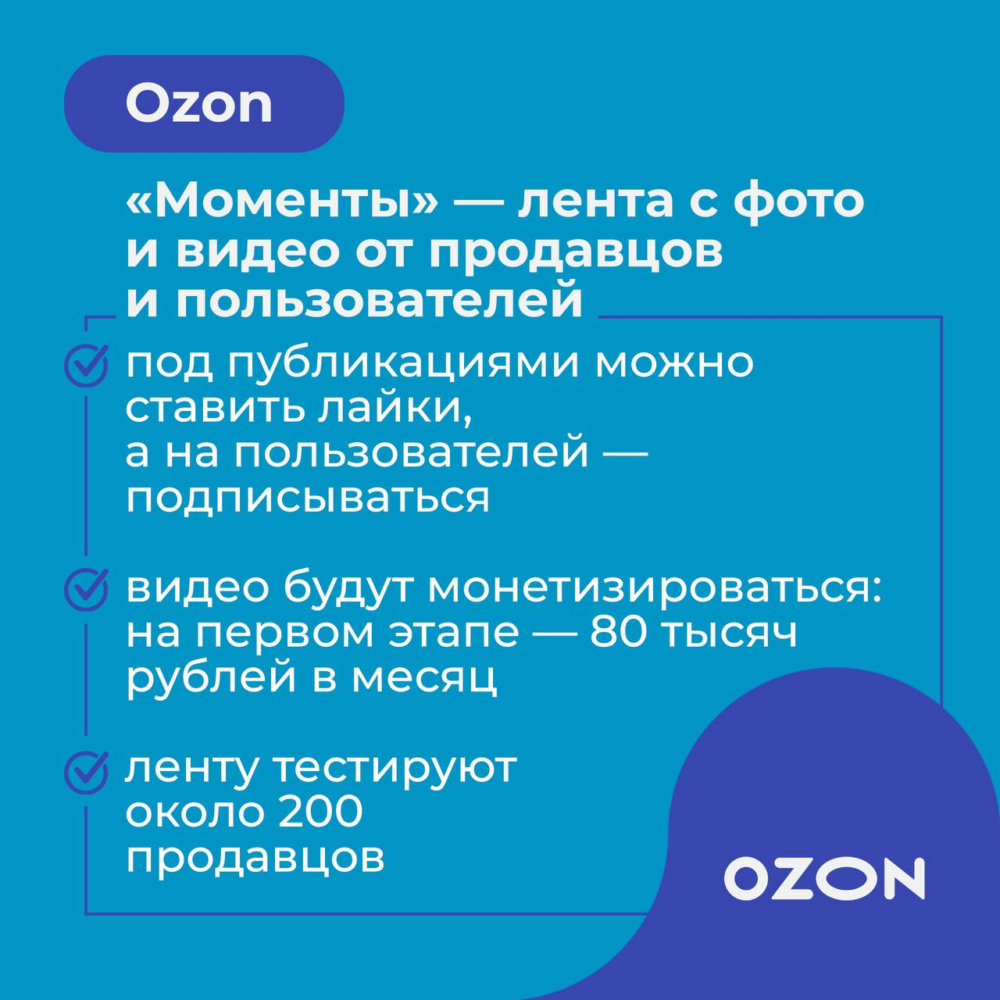 Ozon
«Моменты» — лента с фото
и видео от продавцов
и пользователей
под публикациями можно
ставить лайки,
а на пользователей —
подписываться
видео будут монетизироваться:
на первом этапе — 80 тысяч
рублей в месяц
ленту тестируют
около 200
продавцов
OZON